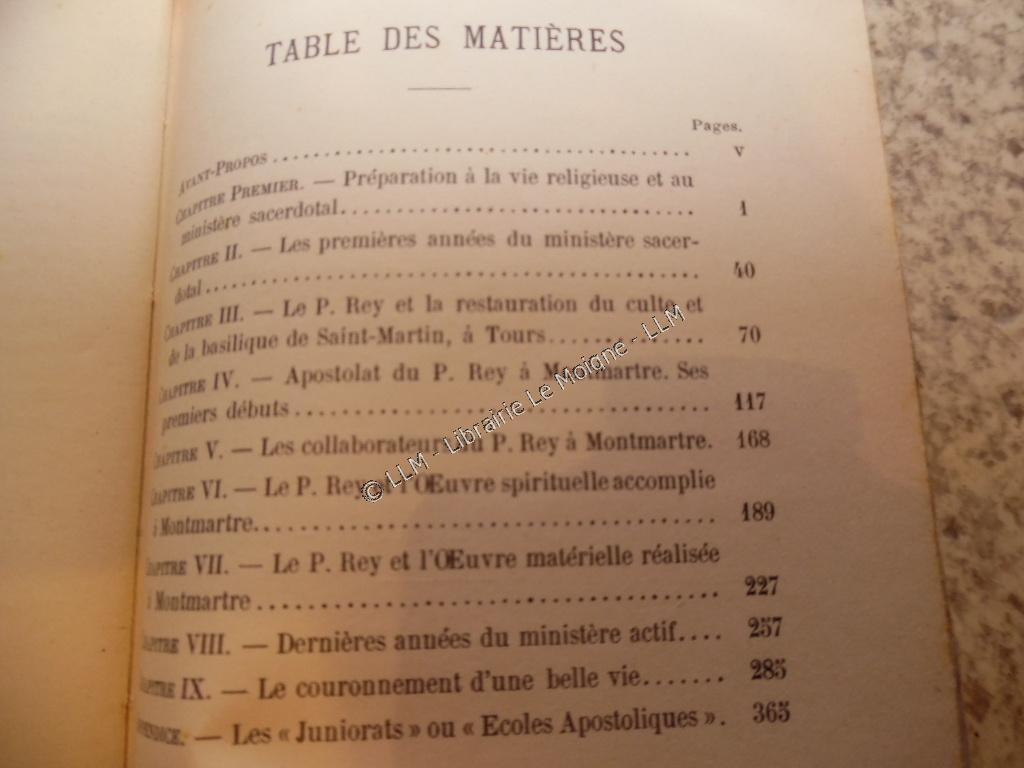 TABLE DES MATIÈRES
Pages.
AVANT-PROPOS ........ V
CHAPITRE PREMIER. — Préparation à la vie religieuse et au
ministère sacerdotal........ 1
CHAPITRE II. — Les premières années du ministère sacer-
dotal........ 40
CHAPITRE III. — Le P. Rey et la restauration du culte et
de la basilique de Saint-Martin, à Tours........ 70
CHAPITRE IV. — Apostolat du P. Rey à Montmartre. Ses
premiers débuts ........ 117
CHAPITRE V. — Les collaborateurs du P. Rey à Montmartre. 168
CHAPITRE VI. — Le P. Rey et l'Œuvre spirituelle accomplie
à Montmartre........ 189
CHAPITRE VII. — Le P. Rey et l'Œuvre matérielle réalisée
à Montmartre ........ 227
CHAPITRE VIII. — Dernières années du ministère actif.... 257
CHAPITRE IX. — Le couronnement d'une belle vie....... 285
APPENDICE. — Les « Juniorats » ou « Ecoles Apostoliques ». 365
© LLM - Librairie Le Moigne - LLM